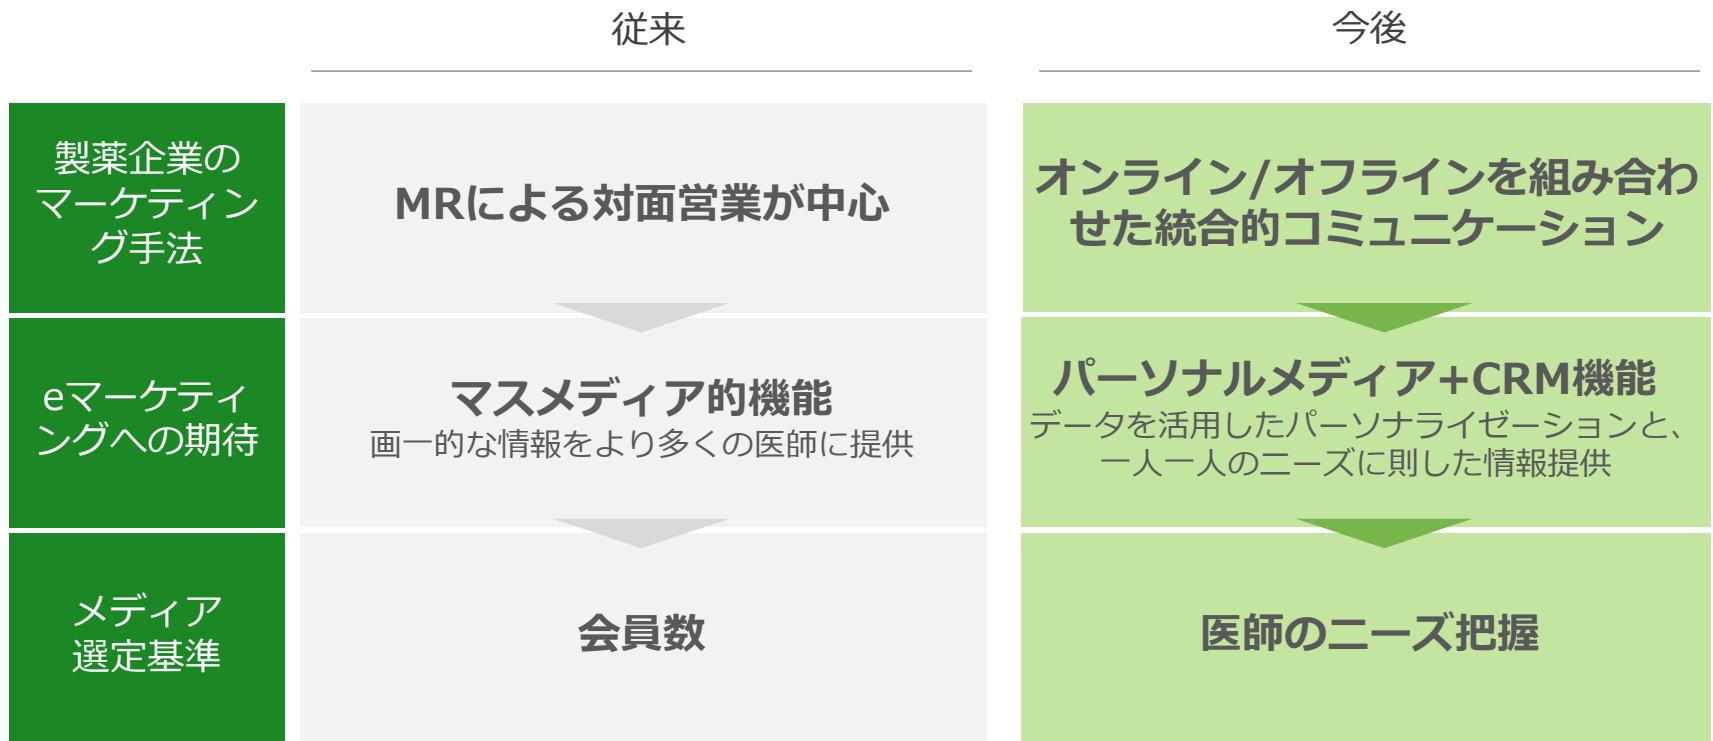 従来
今後
製薬企業の
マーケティン
グ手法
MRによる対面営業が中心
オンライン/オフラインを組み合わ
せた統合的コミュニケーション
eマーケティ
ングへの期待
マスメディア的機能
画一的な情報をより多くの医師に提供
パーソナルメディア+CRM機能
データを活用したパーソナライゼーションと、
一人一人のニーズに則した情報提供
メディア
選定基準
会員数
医師のニーズ把握